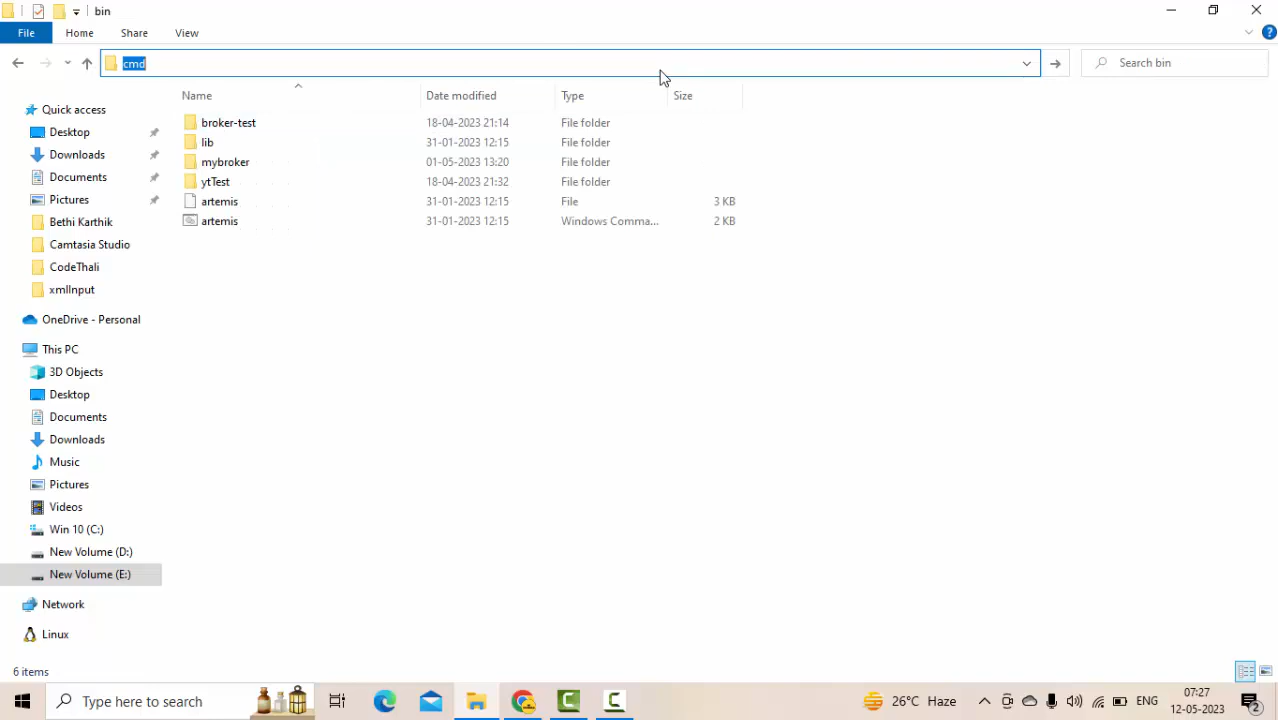 bin
File Home Share View
cmd
Search bin
Name Date modified Type Size
broker-test 18-04-2023 21:14 File folder
lib 31-01-2023 12:15 File folder
mybroker 01-05-2023 13:20 File folder
ytTest 18-04-2023 21:32 File folder
artemis 31-01-2023 12:15 File 3 KB
artemis 31-01-2023 12:15 Windows Comma... 2 KB
Quick access
Desktop
Downloads
Documents
Pictures
Bethi Karthik
Camtasia Studio
CodeThali
xmlInput
OneDrive - Personal
This PC
3D Objects
Desktop
Documents
Downloads
Music
Pictures
Videos
Win 10 (C:)
New Volume (D:)
New Volume (E:)
Network
Linux
6 items
Type here to search
26°C Haze
ENG
07:27
12-05-2023
2